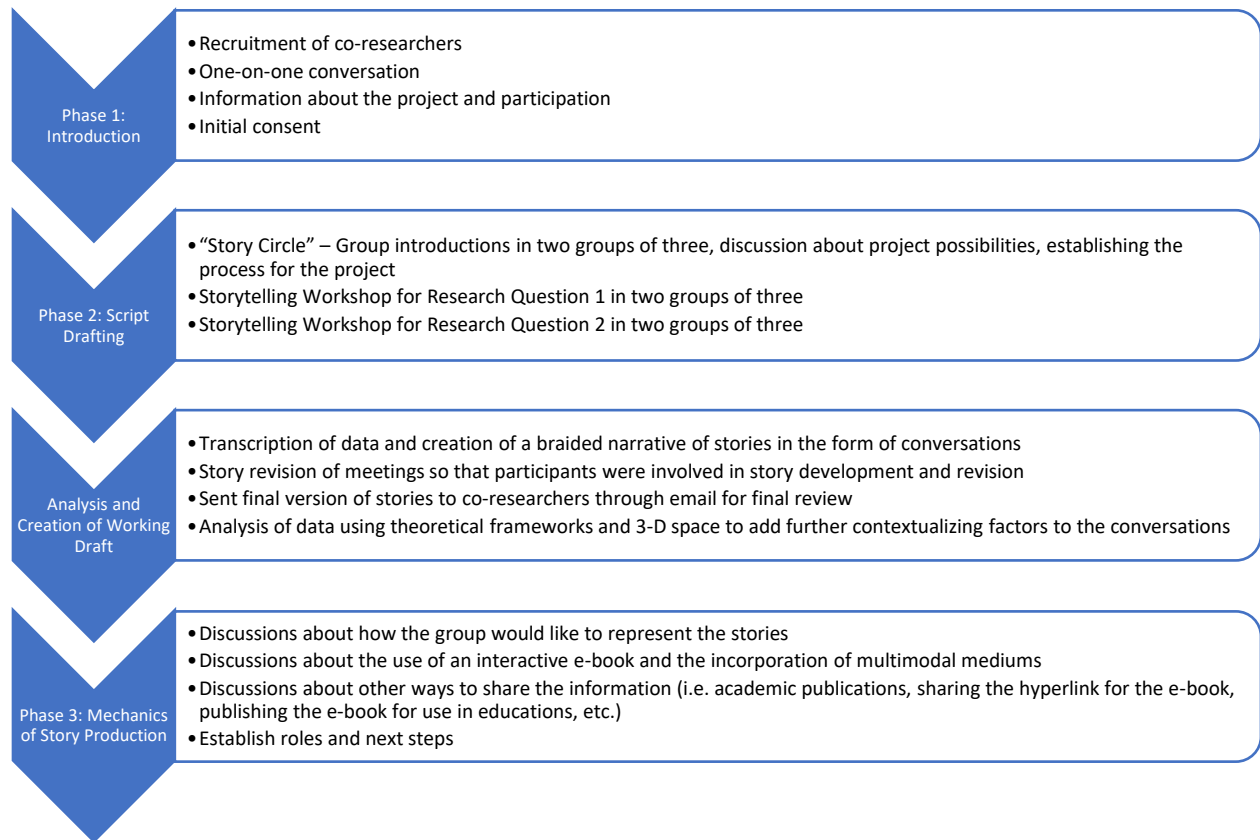 Phase 1:
Introduction
•Recruitment of co-researchers
•One-on-one conversation
•Information about the project and participation
•Initial consent
Phase 2: Script
Drafting
•“Story Circle” – Group introductions in two groups of three, discussion about project possibilities, establishing the
process for the project
•Storytelling Workshop for Research Question 1 in two groups of three
•Storytelling Workshop for Research Question 2 in two groups of three
Analysis and
Creation of Working
Draft
•Transcription of data and creation of a braided narrative of stories in the form of conversations
•Story revision of meetings so that participants were involved in story development and revision
•Sent final version of stories to co-researchers through email for final review
•Analysis of data using theoretical frameworks and 3-D space to add further contextualizing factors to the conversations
Phase 3: Mechanics
of Story Production
•Discussions about how the group would like to represent the stories
•Discussions about the use of an interactive e-book and the incorporation of multimodal mediums
•Discussions about other ways to share the information (i.e. academic publications, sharing the hyperlink for the e-book,
publishing the e-book for use in educations, etc.)
•Establish roles and next steps